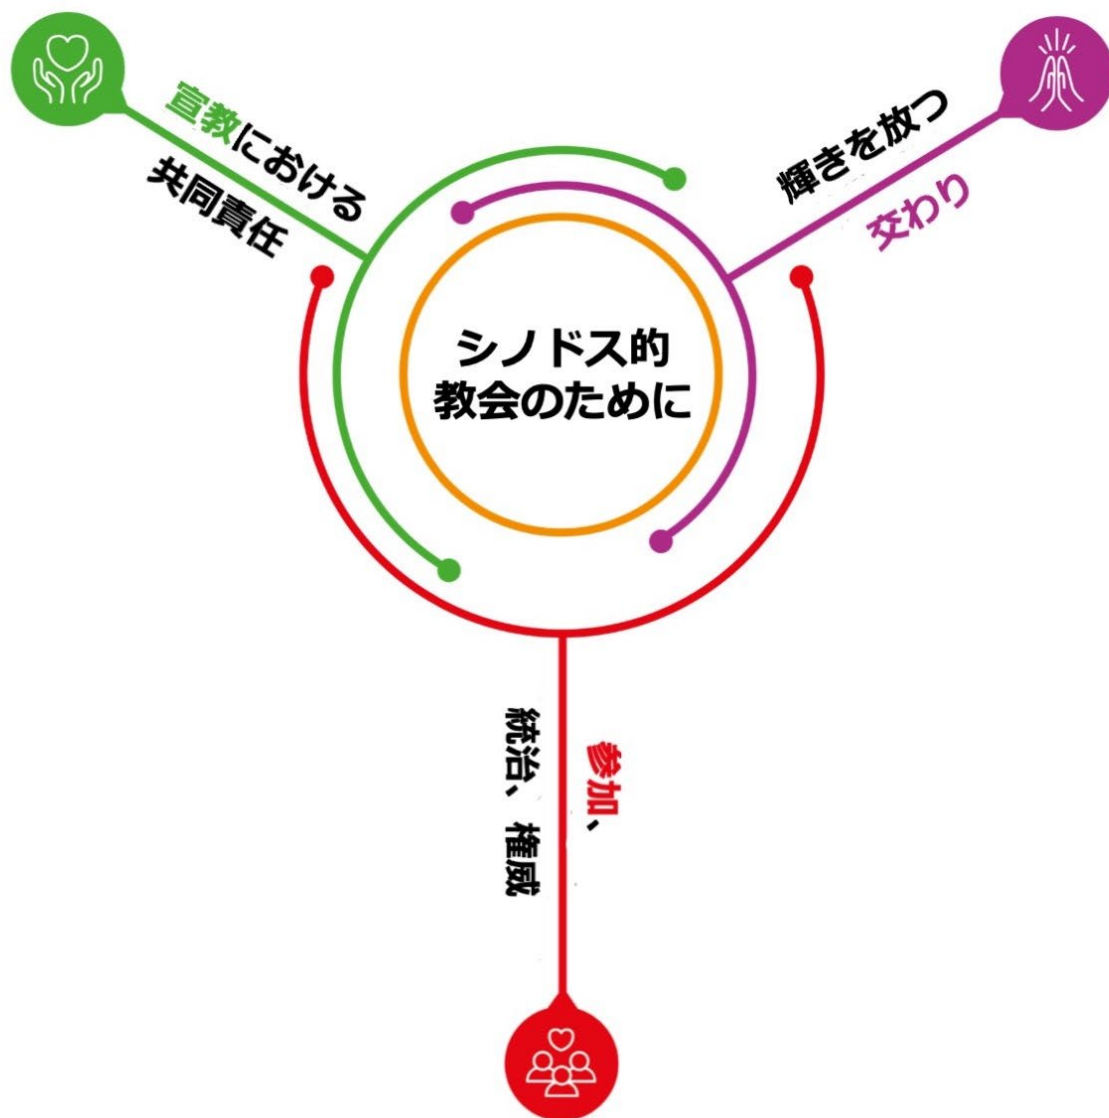 宣教における
共同責任
輝きを放つ
交わり
シノドス的
教会のために
参加、
統治、権威